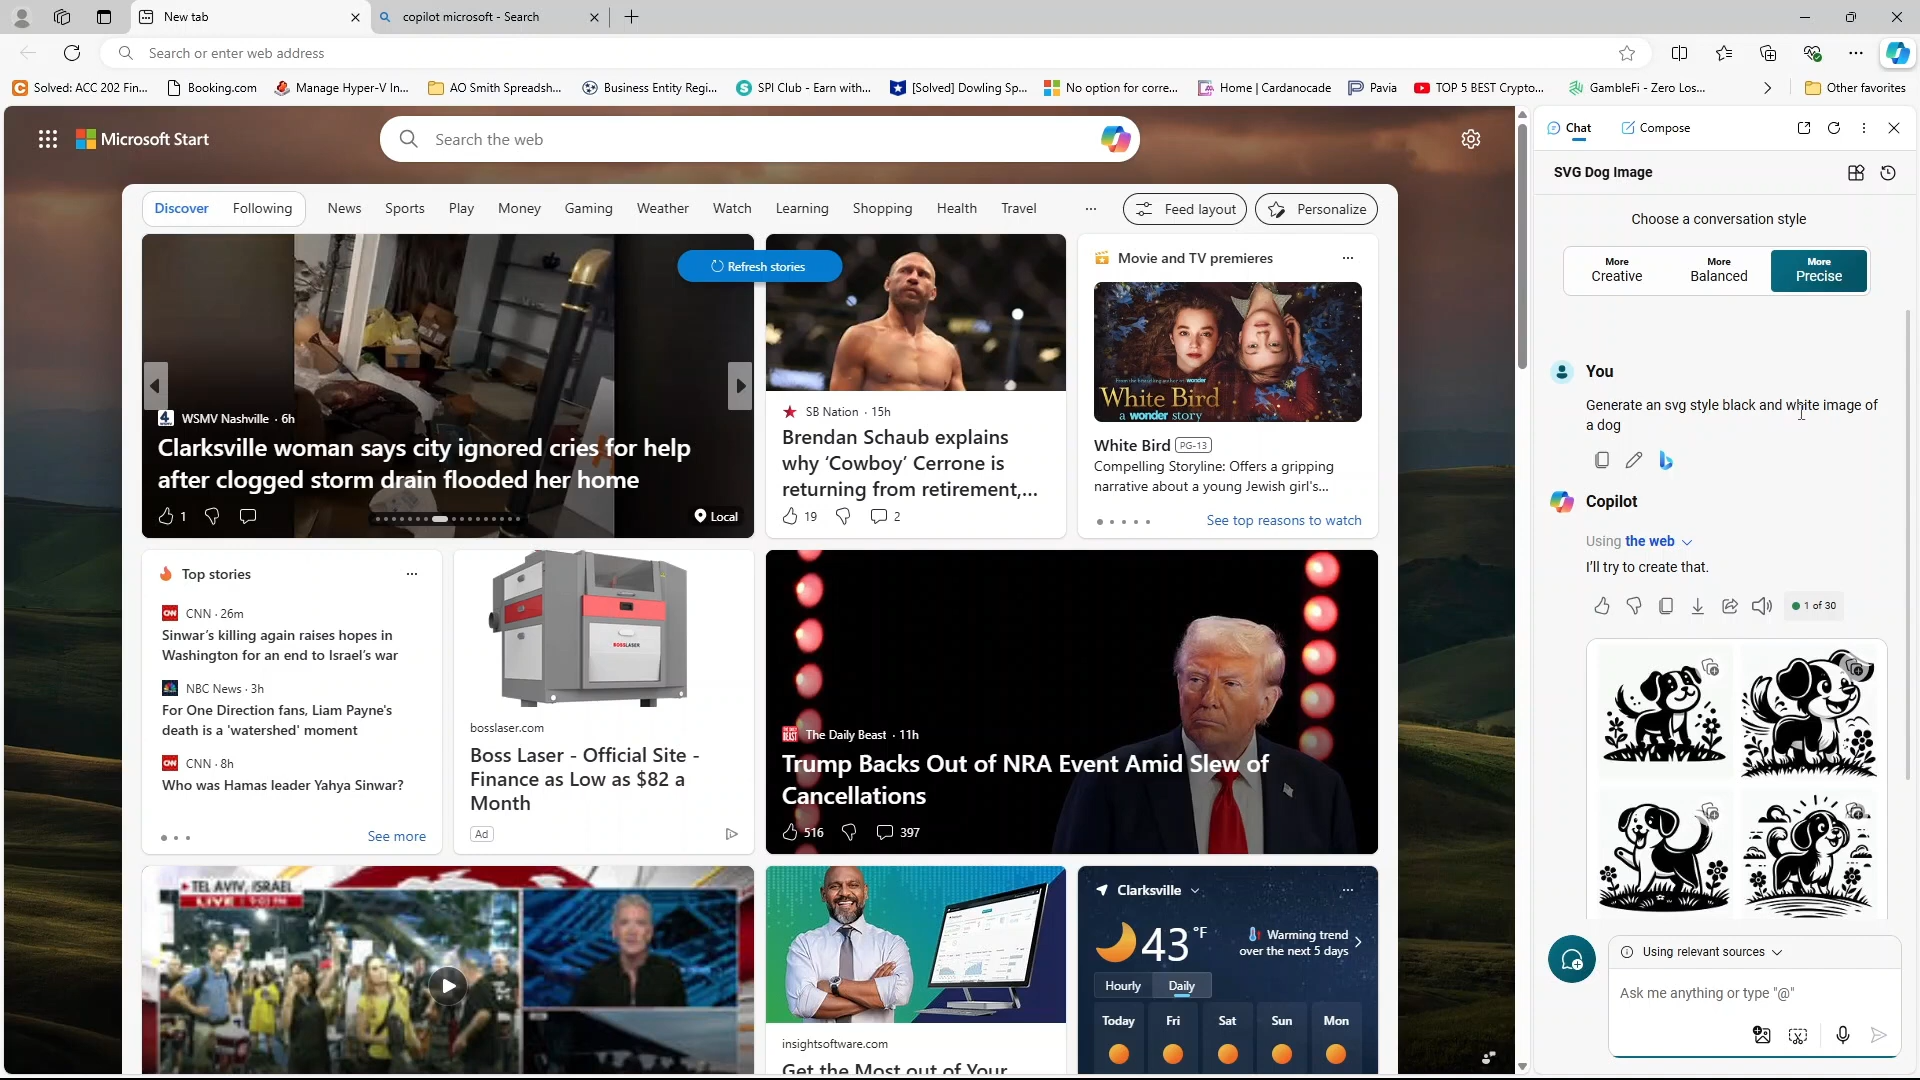 New tab
copilot microsoft - Search
Search or enter web address
Solved: ACC 202 Fin...
Booking.com
Manage Hyper-V In...
AO Smith Spreadsh...
Business Entity Regi...
SPI Club - Earn with...
[Solved] Dowling Sp...
No option for corre...
Home | Cardanocade
Pavia
TOP 5 BEST Crypto...
GambleFi - Zero Los...
Other favorites
Microsoft Start
Search the web
Discover
Following
News
Sports
Play
Money
Gaming
Weather
Watch
Learning
Shopping
Health
Travel
Feed layout
Personalize
Refresh stories
WSMV Nashville · 6h
Clarksville woman says city ignored cries for help
after clogged storm drain flooded her home
1
Local
SB Nation · 15h
Brendan Schaub explains
why ‘Cowboy’ Cerrone is
returning from retirement,...
19
2
Movie and TV premieres
White Bird
a wonder story
White Bird PG-13
Compelling Storyline: Offers a gripping
narrative about a young Jewish girl's...
See top reasons to watch
Top stories
CNN · 26m
Sinwar’s killing again raises hopes in
Washington for an end to Israel’s war
NBC News · 3h
For One Direction fans, Liam Payne's
death is a 'watershed' moment
CNN · 8h
Who was Hamas leader Yahya Sinwar?
See more
BOSSLASER
bosslaser.com
Boss Laser - Official Site -
Finance as Low as $82 a
Month
Ad
The Daily Beast · 11h
Trump Backs Out of NRA Event Amid Slew of
Cancellations
516
397
TEL AVIV, ISRAEL
LIVE
insightsoftware.com
Get the Most out of Your
Clarksville
43 °F
Warming trend
over the next 5 days
Hourly
Daily
Today
Fri
Sat
Sun
Mon
Chat
Compose
SVG Dog Image
Choose a conversation style
More
Creative
More
Balanced
More
Precise
You
Generate an svg style black and white image of
a dog
Copilot
Using the web
I’ll try to create that.
1 of 30
Using relevant sources
Ask me anything or type "@"